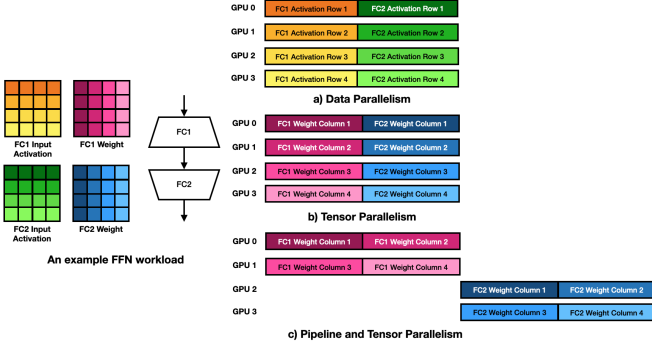 FC1 Input
Activation
FC1 Weight
FC2 Input
Activation
FC2 Weight
An example FFN workload
FC1
FC2
GPU 0
FC1 Activation Row 1
FC2 Activation Row 1
GPU 1
FC1 Activation Row 2
FC2 Activation Row 2
GPU 2
FC1 Activation Row 3
FC2 Activation Row 3
GPU 3
FC1 Activation Row 4
FC2 Activation Row 4
a) Data Parallelism
GPU 0
FC1 Weight Column 1
FC2 Weight Column 1
GPU 1
FC1 Weight Column 2
FC2 Weight Column 2
GPU 2
FC1 Weight Column 3
FC2 Weight Column 3
GPU 3
FC1 Weight Column 4
FC2 Weight Column 4
b) Tensor Parallelism
GPU 0
FC1 Weight Column 1
FC1 Weight Column 2
GPU 1
FC1 Weight Column 3
FC1 Weight Column 4
GPU 2
FC2 Weight Column 1
FC2 Weight Column 2
GPU 3
FC2 Weight Column 3
FC2 Weight Column 4
c) Pipeline and Tensor Parallelism